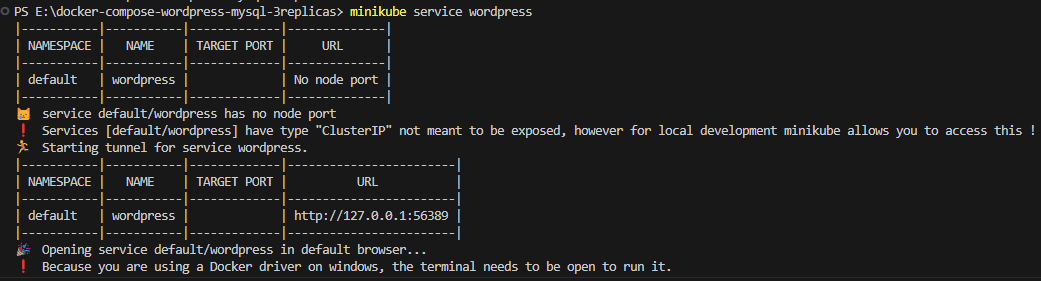 PS E:\docker-compose-wordpress-mysql-3replicas> minikube service wordpress
|-----------|-----------|-------------|--------------|
| NAMESPACE |   NAME    | TARGET PORT |     URL      |
|-----------|-----------|-------------|--------------|
| default   | wordpress |             | No node port |
|-----------|-----------|-------------|--------------|
😿  service default/wordpress has no node port
❗  Services [default/wordpress] have type "ClusterIP" not meant to be exposed, however for local development minikube allows you to access this !
🏃  Starting tunnel for service wordpress.
|-----------|-----------|-------------|------------------------|
| NAMESPACE |   NAME    | TARGET PORT |          URL           |
|-----------|-----------|-------------|------------------------|
| default   | wordpress |             | http://127.0.0.1:56389 |
|-----------|-----------|-------------|------------------------|
🎉  Opening service default/wordpress in default browser...
❗  Because you are using a Docker driver on windows, the terminal needs to be open to run it.